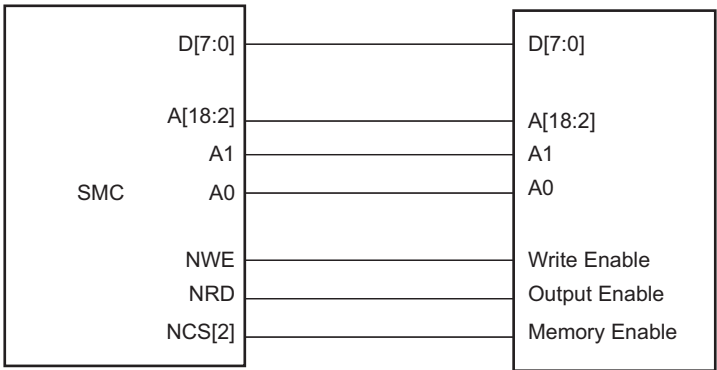 D[7:0] D[7:0]
A[18:2] A[18:2]
A1 A1
SMC A0 A0
NWE Write Enable
NRD Output Enable
NCS[2] Memory Enable